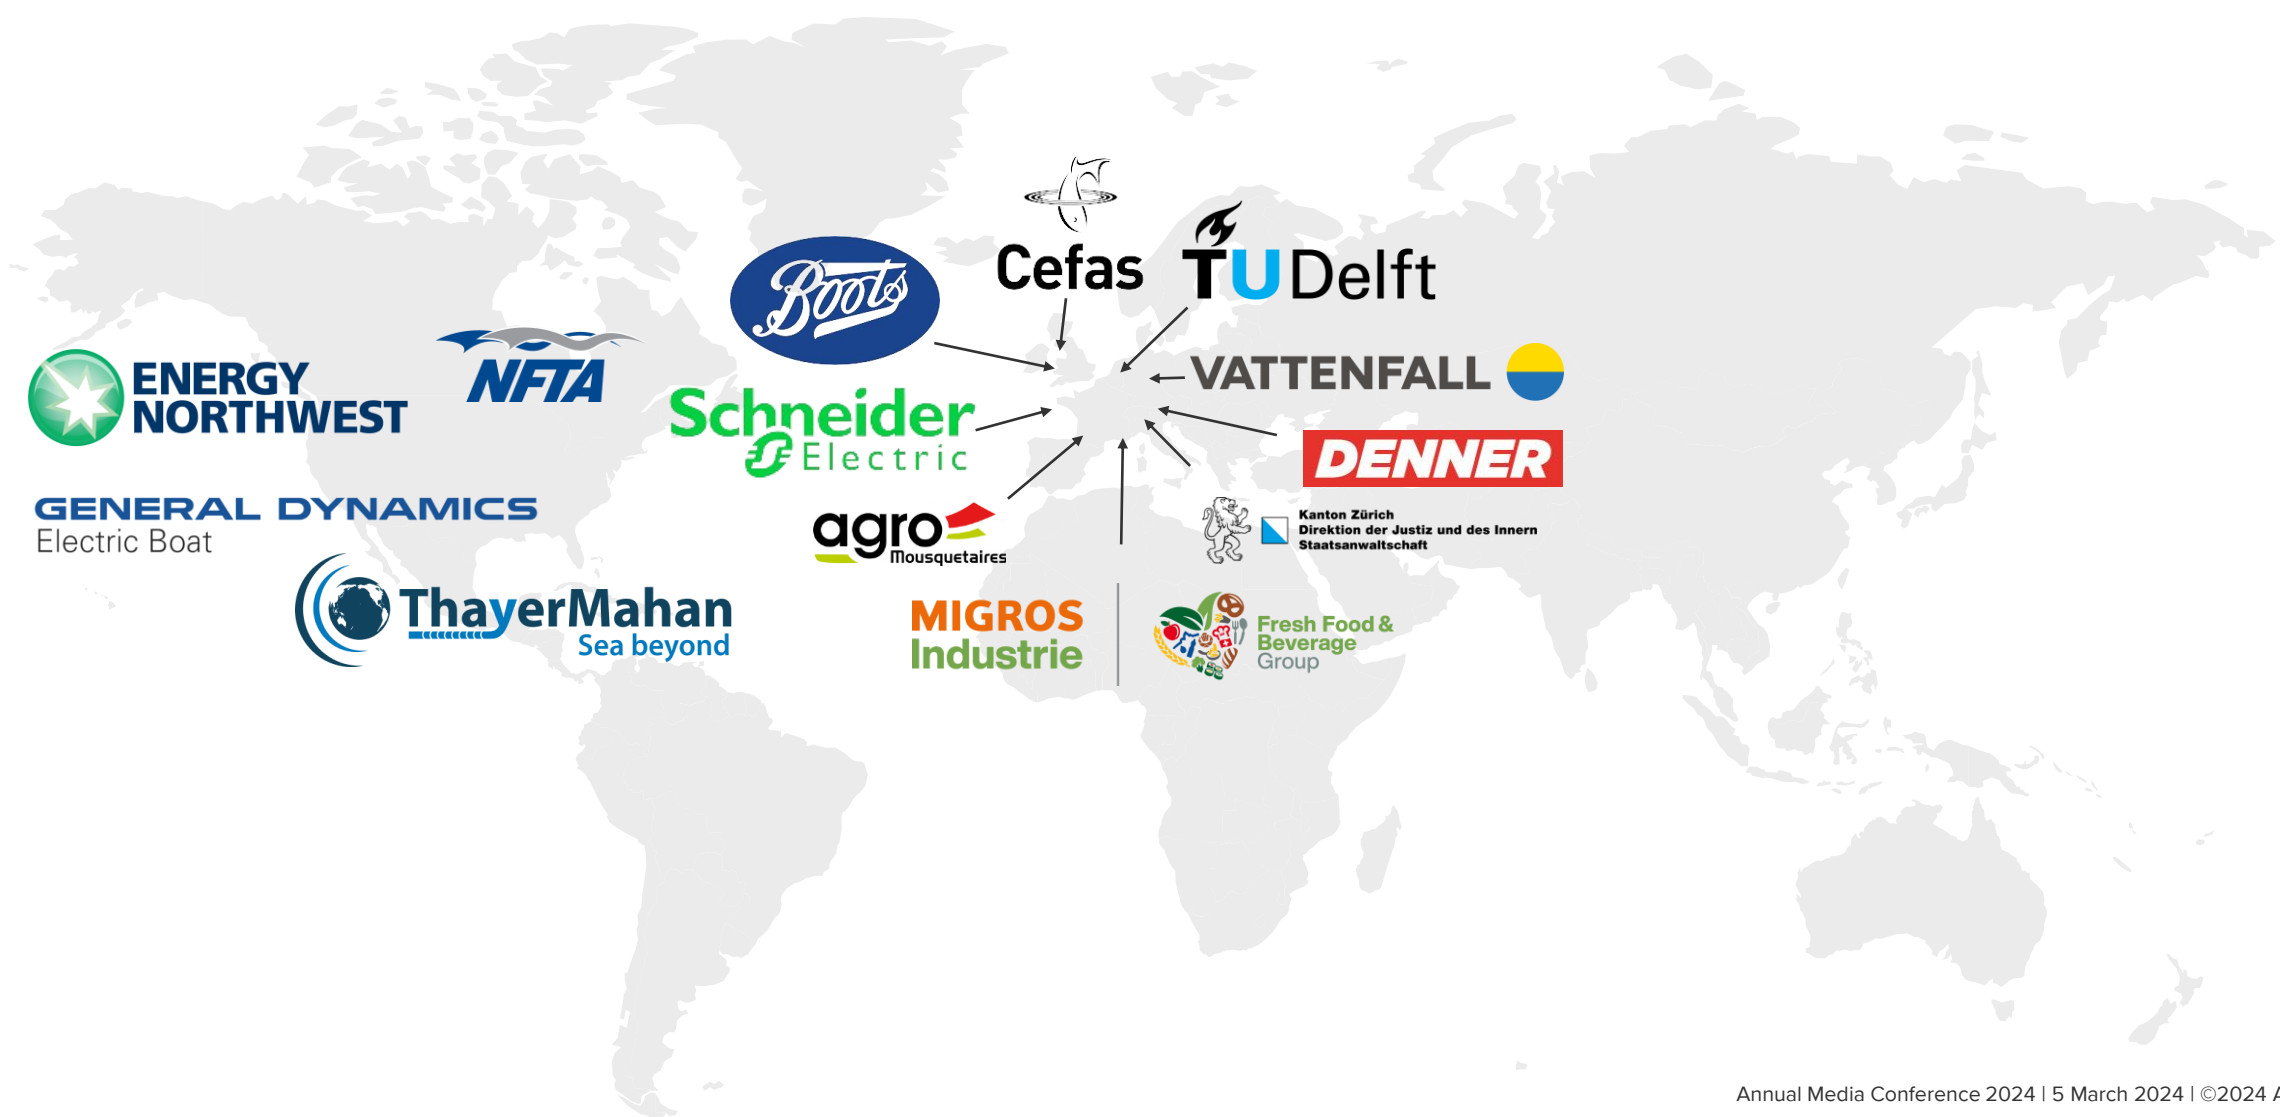 Cefas
TU Delft
Boots
NFTA
ENERGY
NORTHWEST
VATTENFALL
Schneider
Electric
DENNER
GENERAL DYNAMICS
Electric Boat
agro
Mousquetaires
Kanton Zürich
Direktion der Justiz und des Innern
Staatsanwaltschaft
ThayerMahan
Sea beyond
MIGROS
Industrie
Fresh Food &
Beverage
Group
Annual Media Conference 2024 | 5 March 2024 | ©2024 A